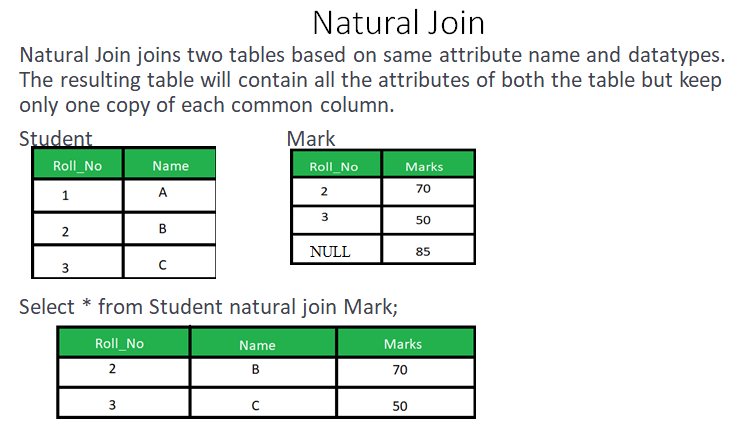 Natural Join
Natural Join joins two tables based on same attribute name and datatypes.
The resulting table will contain all the attributes of both the table but keep
only one copy of each common column.
Student
Roll_No Name
1 A
2 B
3 C
Mark
Roll_No Marks
2 70
3 50
NULL 85
Select * from Student natural join Mark;
Roll_No Name Marks
2 B 70
3 C 50